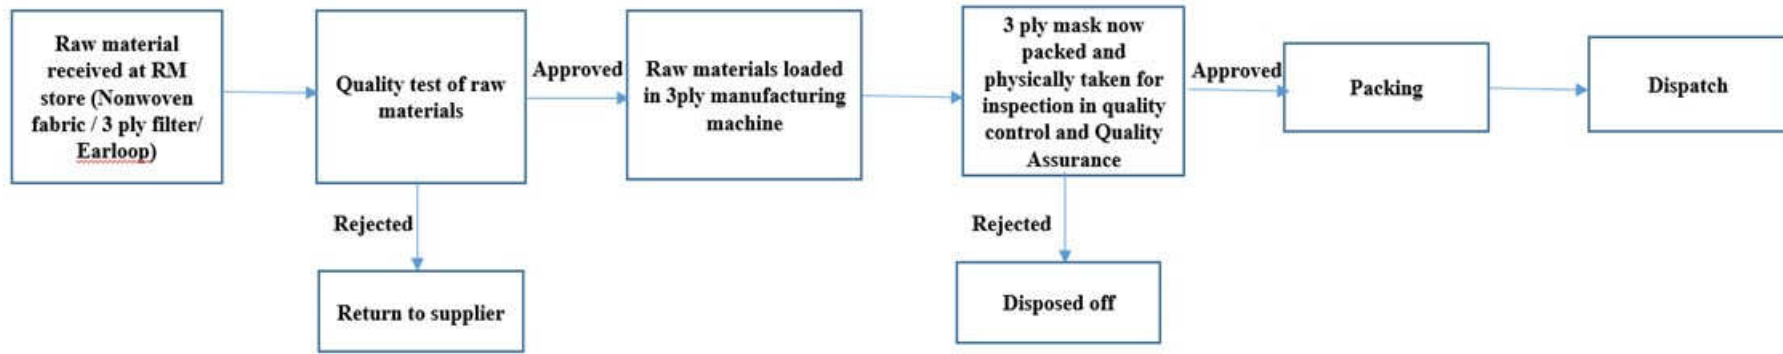 Raw material
received at RM
store (Nonwoven
fabric / 3 ply filter/
Earloop)
Quality test of raw
materials
Approved
Rejected
Return to supplier
Raw materials loaded
in 3ply manufacturing
machine
3 ply mask now
packed and
physically taken for
inspection in quality
control and Quality
Assurance
Approved
Rejected
Disposed off
Packing
Dispatch